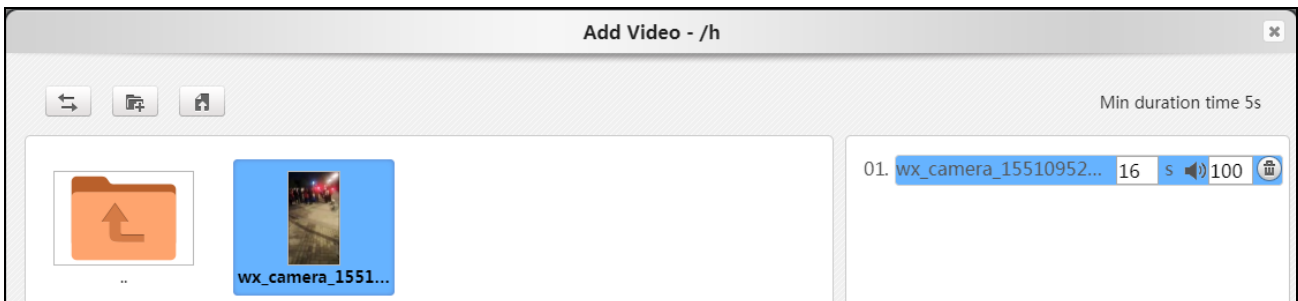 Add Video - /h
Min duration time 5s
01. wx_camera_15510952... 16 s 100
..
wx_camera_1551...